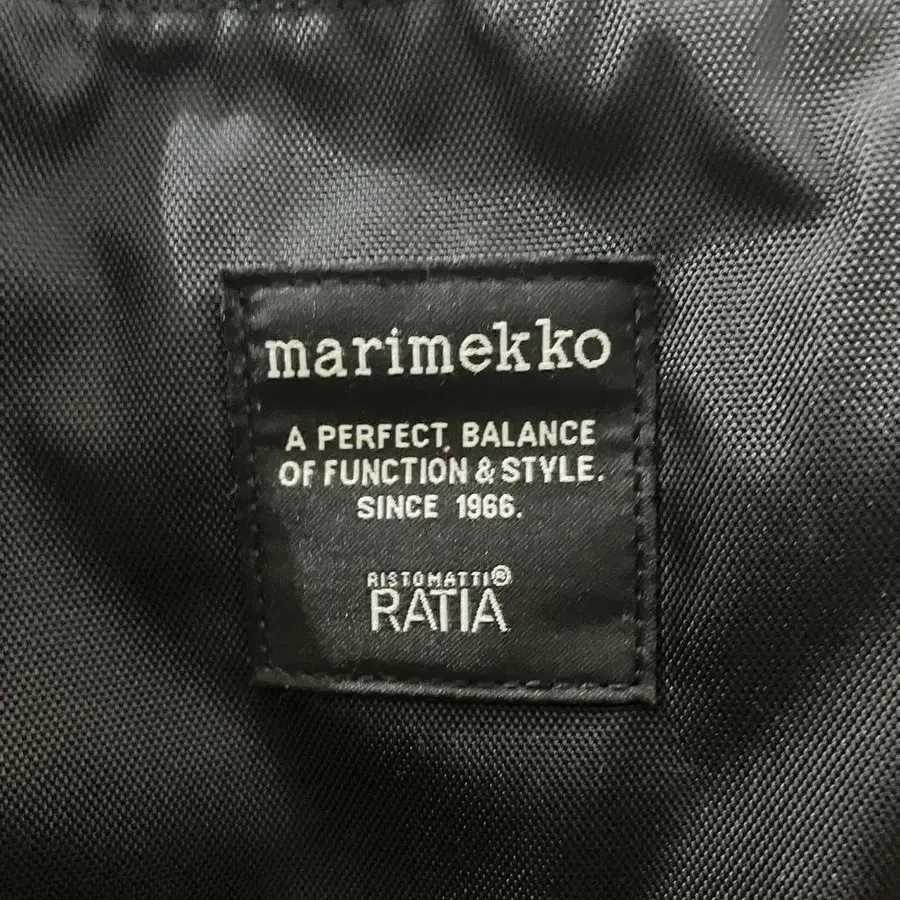 marimekko
A PERFECT BALANCE
OF FUNCTION & STYLE.
SINCE 1966.
RISTOMATTI®
RATIA